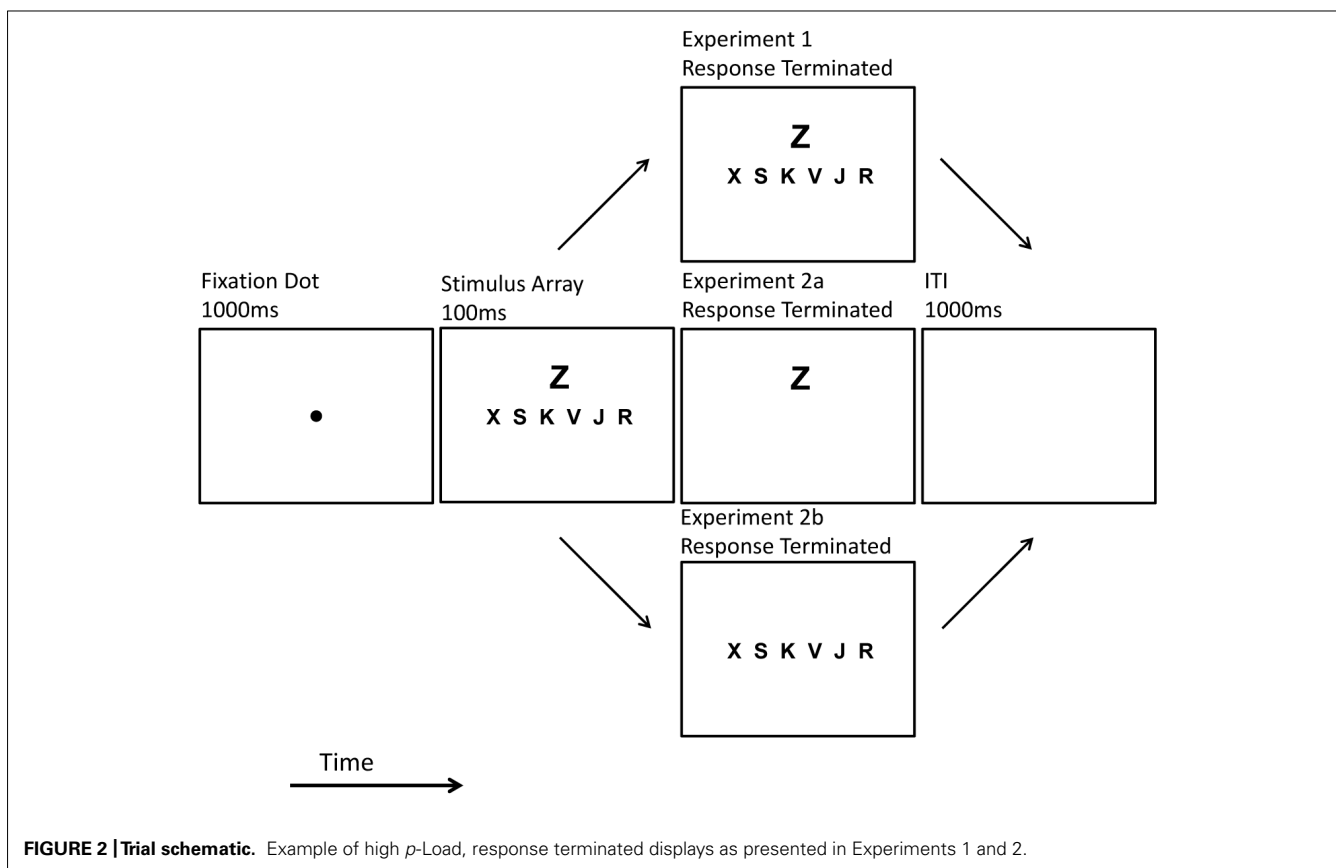 Experiment 1
Response Terminated
Z
X S K V J R
Fixation Dot
1000ms
Stimulus Array
100ms
Z
X S K V J R
Experiment 2a
Response Terminated
Z
ITI
1000ms
Experiment 2b
Response Terminated
X S K V J R
Time
FIGURE 2 | Trial schematic. Example of high p-Load, response terminated displays as presented in Experiments 1 and 2.